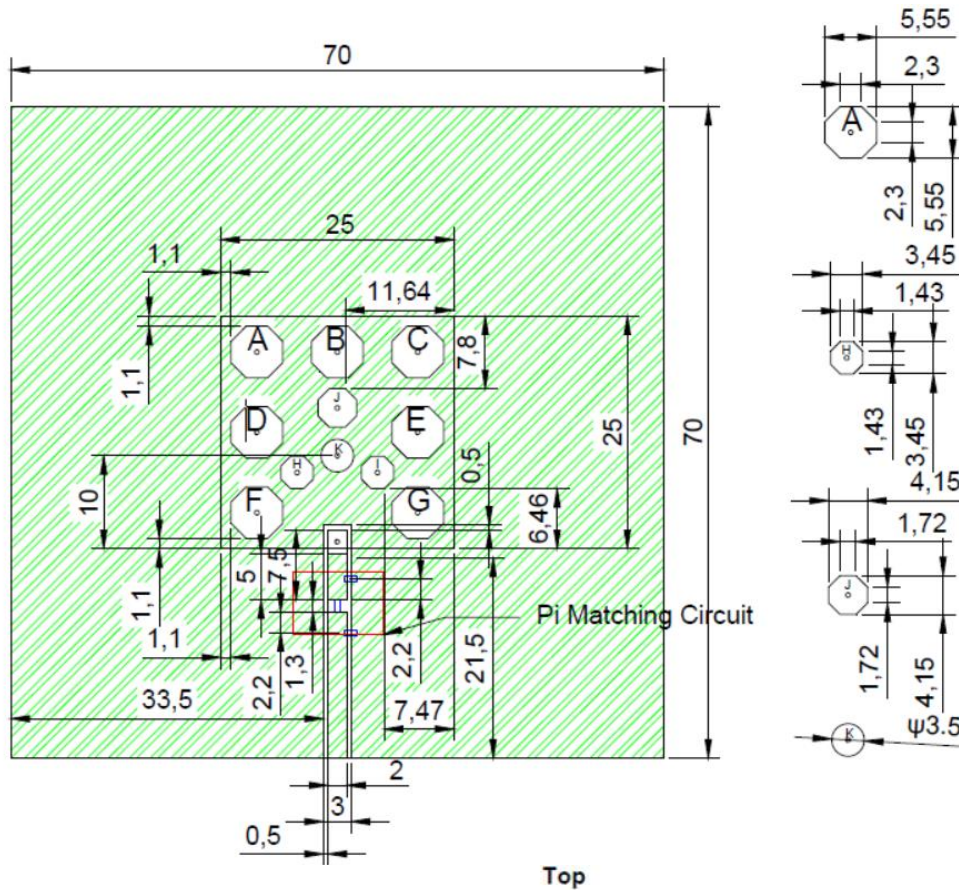 70
5,55
2,3
A
2,3
5,55
25
1,1
11,64
3,45
1,43
A
B
C
7,8
H
1,1
J
1,43
3,45
D
E
25
70
K
0,5
H
I
4,15
10
F
G
6,46
1,72
7,5
5
J
1,1
Pi Matching Circuit
1,72
4,15
1,1
1,3
2,2
2,2
21,5
33,5
7,47
K
ψ3.5
2
3
0,5
Top